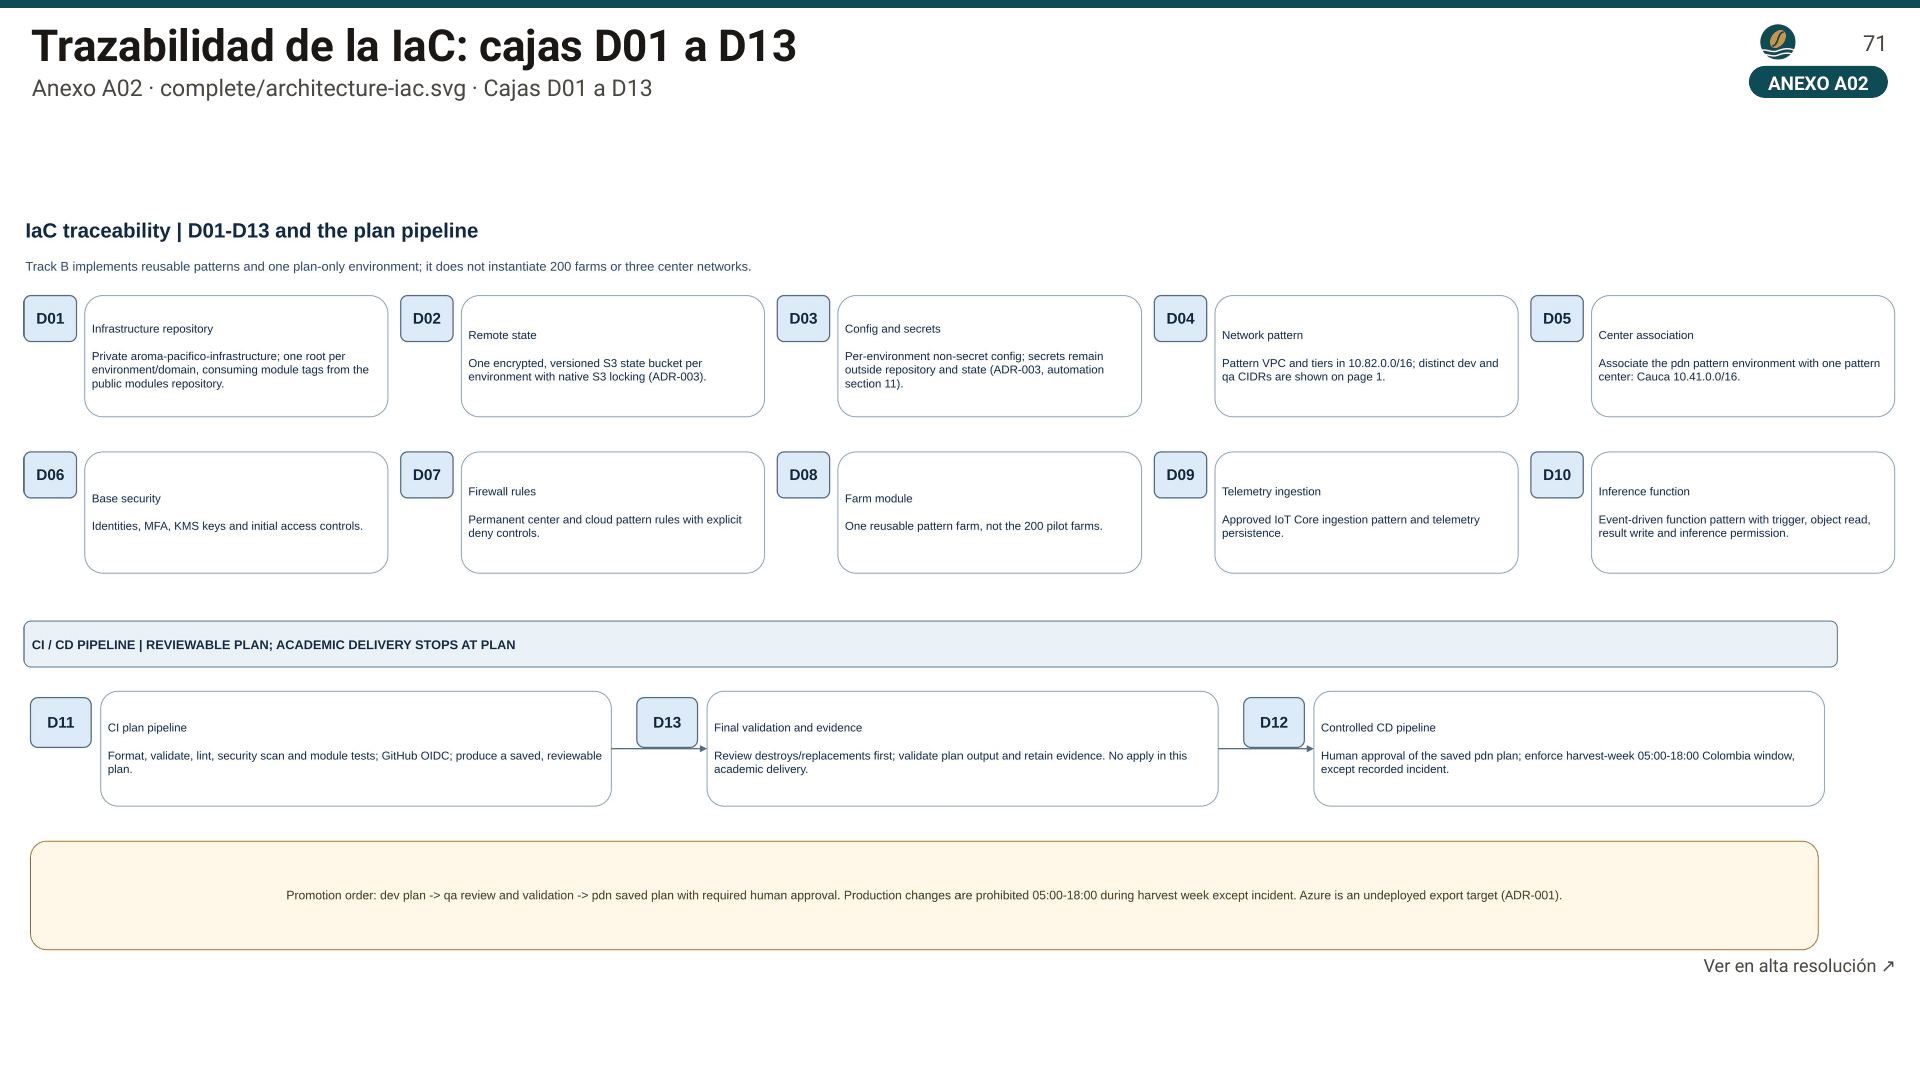 Trazabilidad de la IaC: cajas D01 a D13
71
Anexo A02 · complete/architecture-iac.svg · Cajas D01 a D13
ANEXO A02
IaC traceability | D01-D13 and the plan pipeline
Track B implements reusable patterns and one plan-only environment; it does not instantiate 200 farms or three center networks.
D01
Infrastructure repository
Private aroma-pacifico-infrastructure; one root per
environment/domain, consuming module tags from the
public modules repository.
D02
Remote state
One encrypted, versioned S3 state bucket per
environment with native S3 locking (ADR-003).
D03
Config and secrets
Per-environment non-secret config; secrets remain
outside repository and state (ADR-003, automation
section 11).
D04
Network pattern
Pattern VPC and tiers in 10.82.0.0/16; distinct dev and
qa CIDRs are shown on page 1.
D05
Center association
Associate the pdn pattern environment with one pattern
center: Cauca 10.41.0.0/16.
D06
Base security
Identities, MFA, KMS keys and initial access controls.
D07
Firewall rules
Permanent center and cloud pattern rules with explicit
deny controls.
D08
Farm module
One reusable pattern farm, not the 200 pilot farms.
D09
Telemetry ingestion
Approved IoT Core ingestion pattern and telemetry
persistence.
D10
Inference function
Event-driven function pattern with trigger, object read,
result write and inference permission.
CI / CD PIPELINE | REVIEWABLE PLAN; ACADEMIC DELIVERY STOPS AT PLAN
D11
CI plan pipeline
Format, validate, lint, security scan and module tests; GitHub OIDC; produce a saved, reviewable
plan.
D13
Final validation and evidence
Review destroys/replacements first; validate plan output and retain evidence. No apply in this
academic delivery.
D12
Controlled CD pipeline
Human approval of the saved pdn plan; enforce harvest-week 05:00-18:00 Colombia window,
except recorded incident.
Promotion order: dev plan -> qa review and validation -> pdn saved plan with required human approval. Production changes are prohibited 05:00-18:00 during harvest week except incident. Azure is an undeployed export target (ADR-001).
Ver en alta resolución ↗